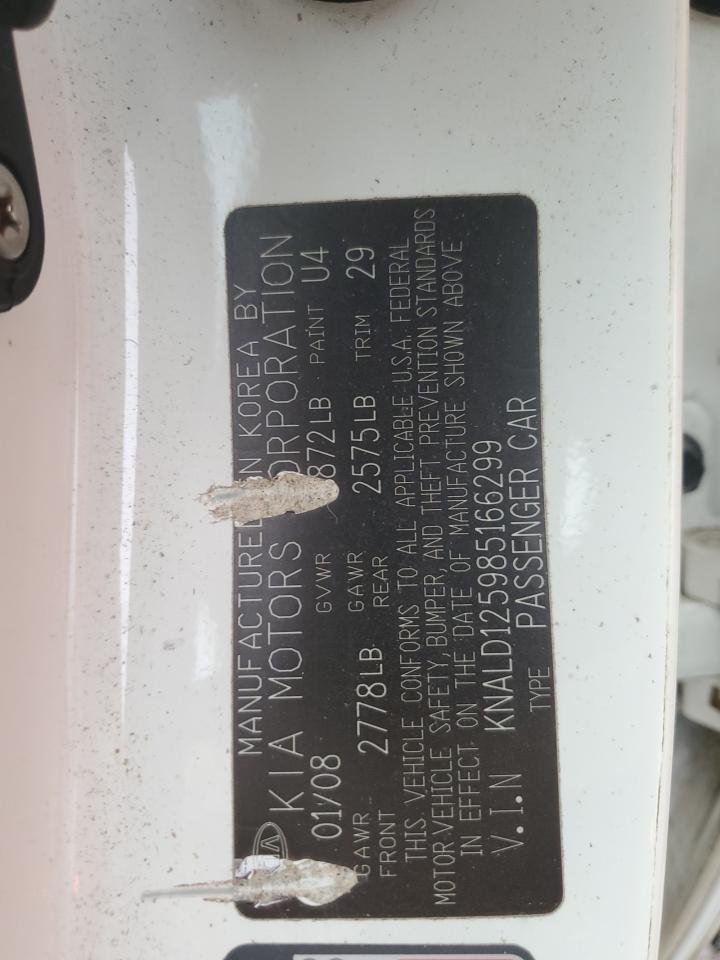 MANUFACTURED IN KOREA BY
KIA MOTORS CORPORATION
01/08 GVWR 872LB PAINT U4
GAWR FRONT 2778LB GAWR REAR 2575LB TRIM 29
THIS VEHICLE CONFORMS TO ALL APPLICABLE U.S.A. FEDERAL
MOTOR VEHICLE SAFETY, BUMPER, AND THEFT PREVENTION STANDARDS
IN EFFECT ON THE DATE OF MANUFACTURE SHOWN ABOVE
V.I.N KNALD125985166299
TYPE PASSENGER CAR